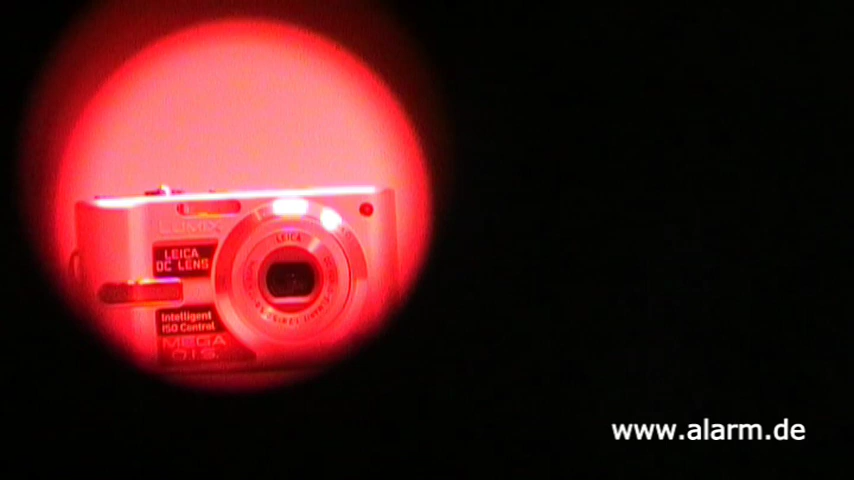 LUMIX
LEICA
LEICA
DC LENS
Intelligent
ISO Control
MEGA
O.I.S.
www.alarm.de